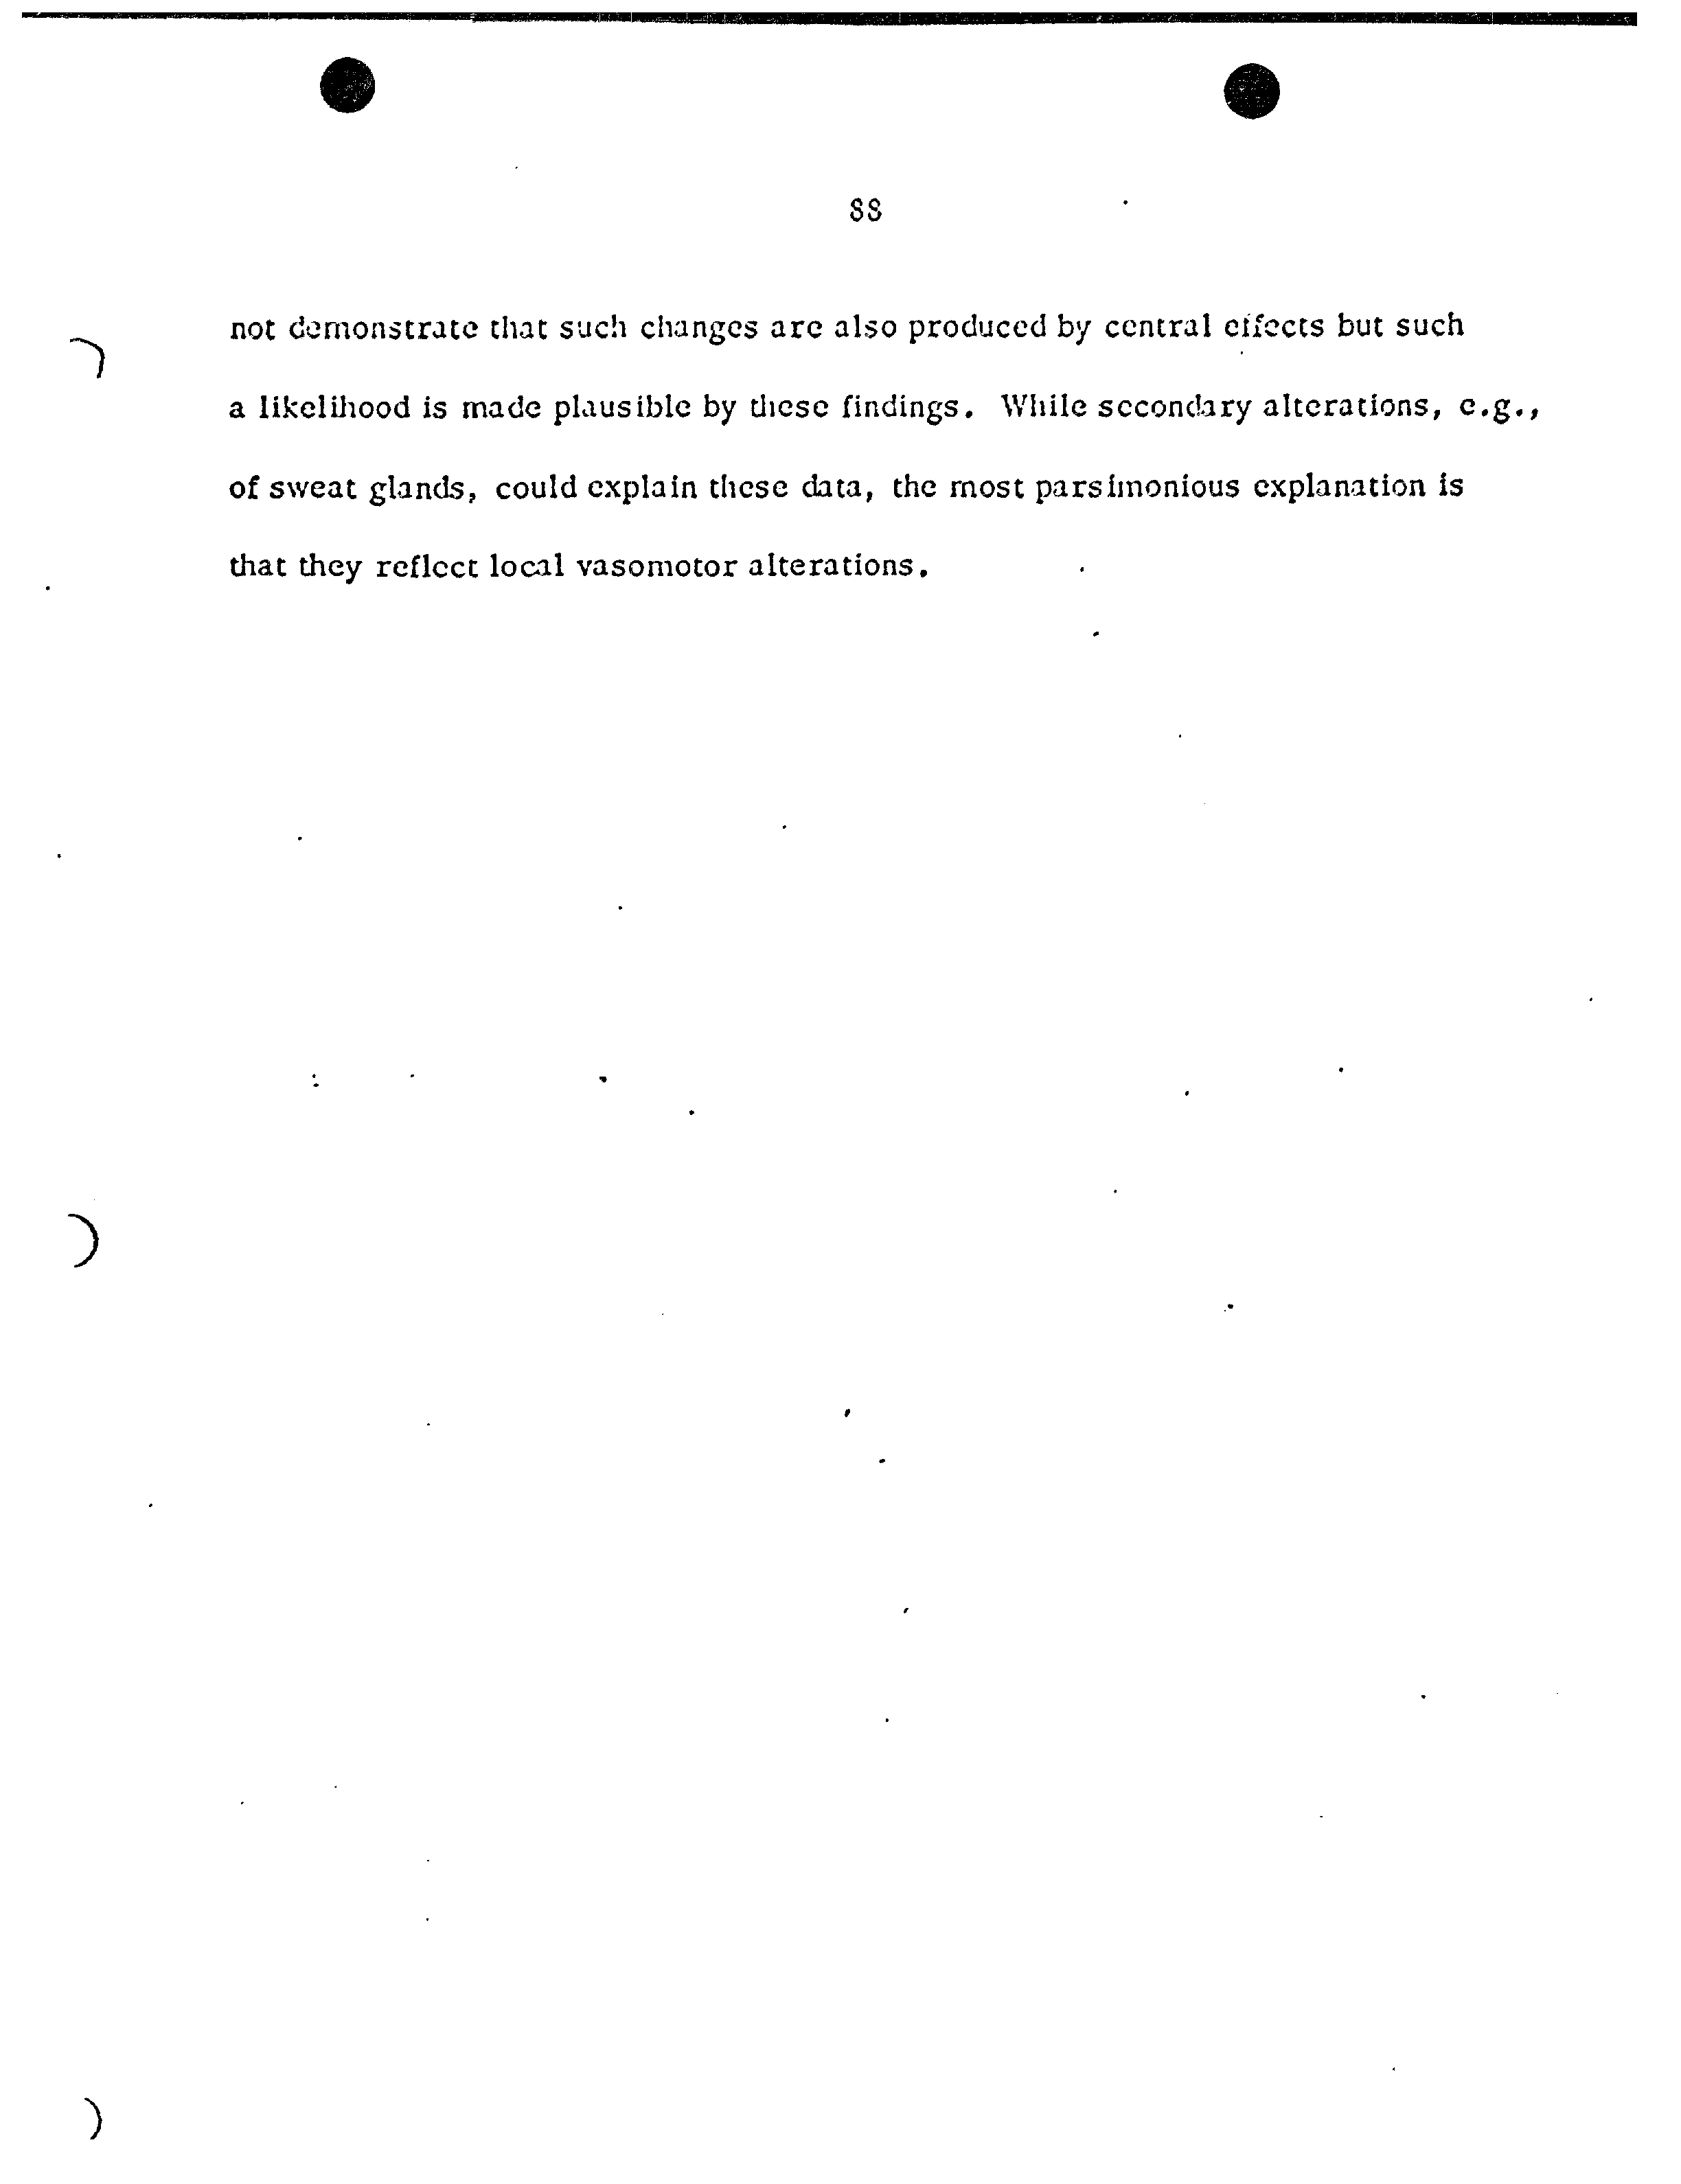 88
not demonstrate that such changes are also produced by central effects but such
a likelihood is made plausible by these findings. While secondary alterations, e.g.,
of sweat glands, could explain these data, the most parsimonious explanation is
that they reflect local vasomotor alterations.